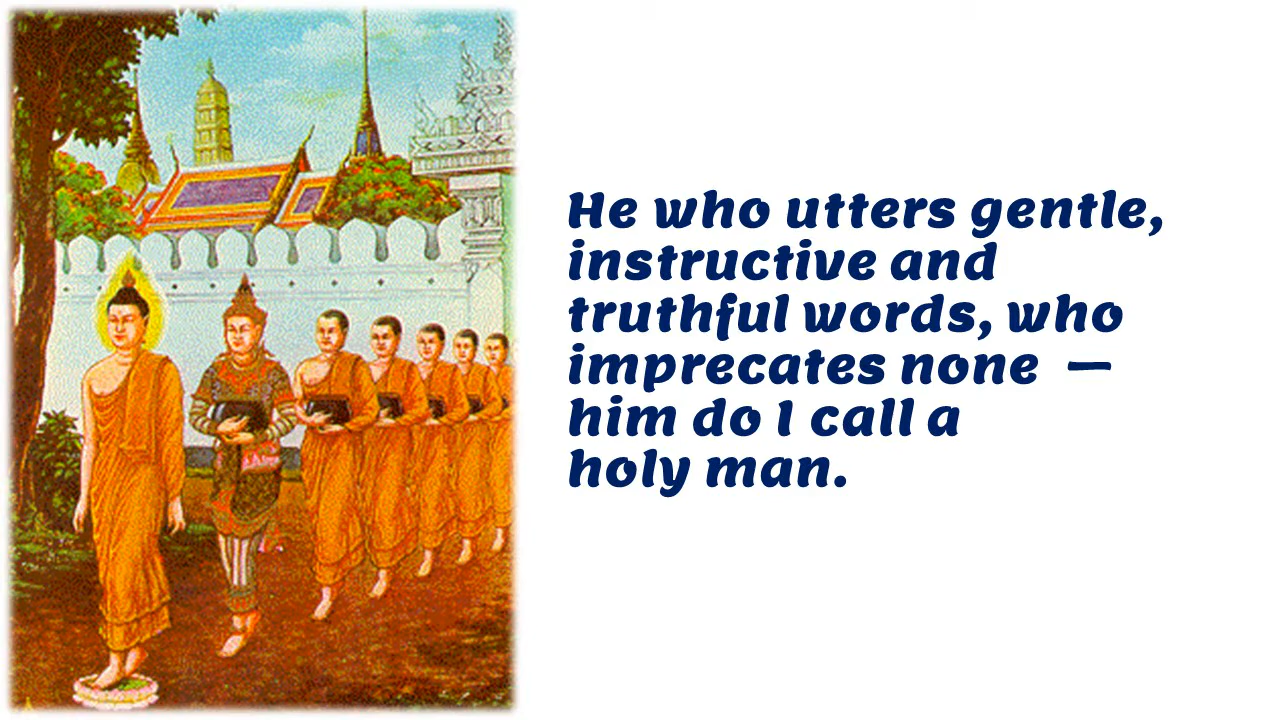 He who utters gentle,
instructive and
truthful words, who
imprecates none —
him do I call a
holy man.